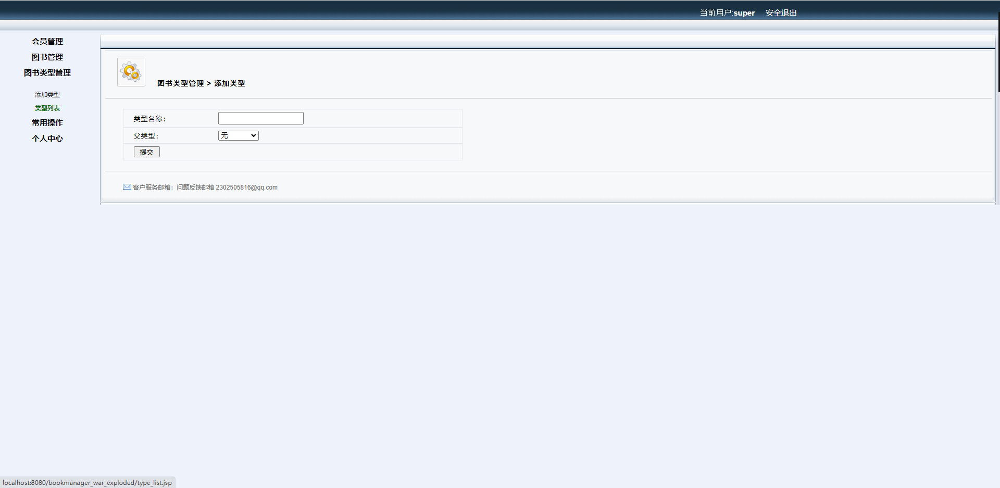 当前用户:super 安全退出
会员管理
图书管理
图书类型管理
添加类型
类型列表
常用操作
个人中心
图书类型管理 > 添加类型
类型名称：
父类型： 无
提交
客户服务邮箱：问题反馈邮箱 2302505816@qq.com
localhost:8080/bookmanager_war_exploded/type_list.jsp